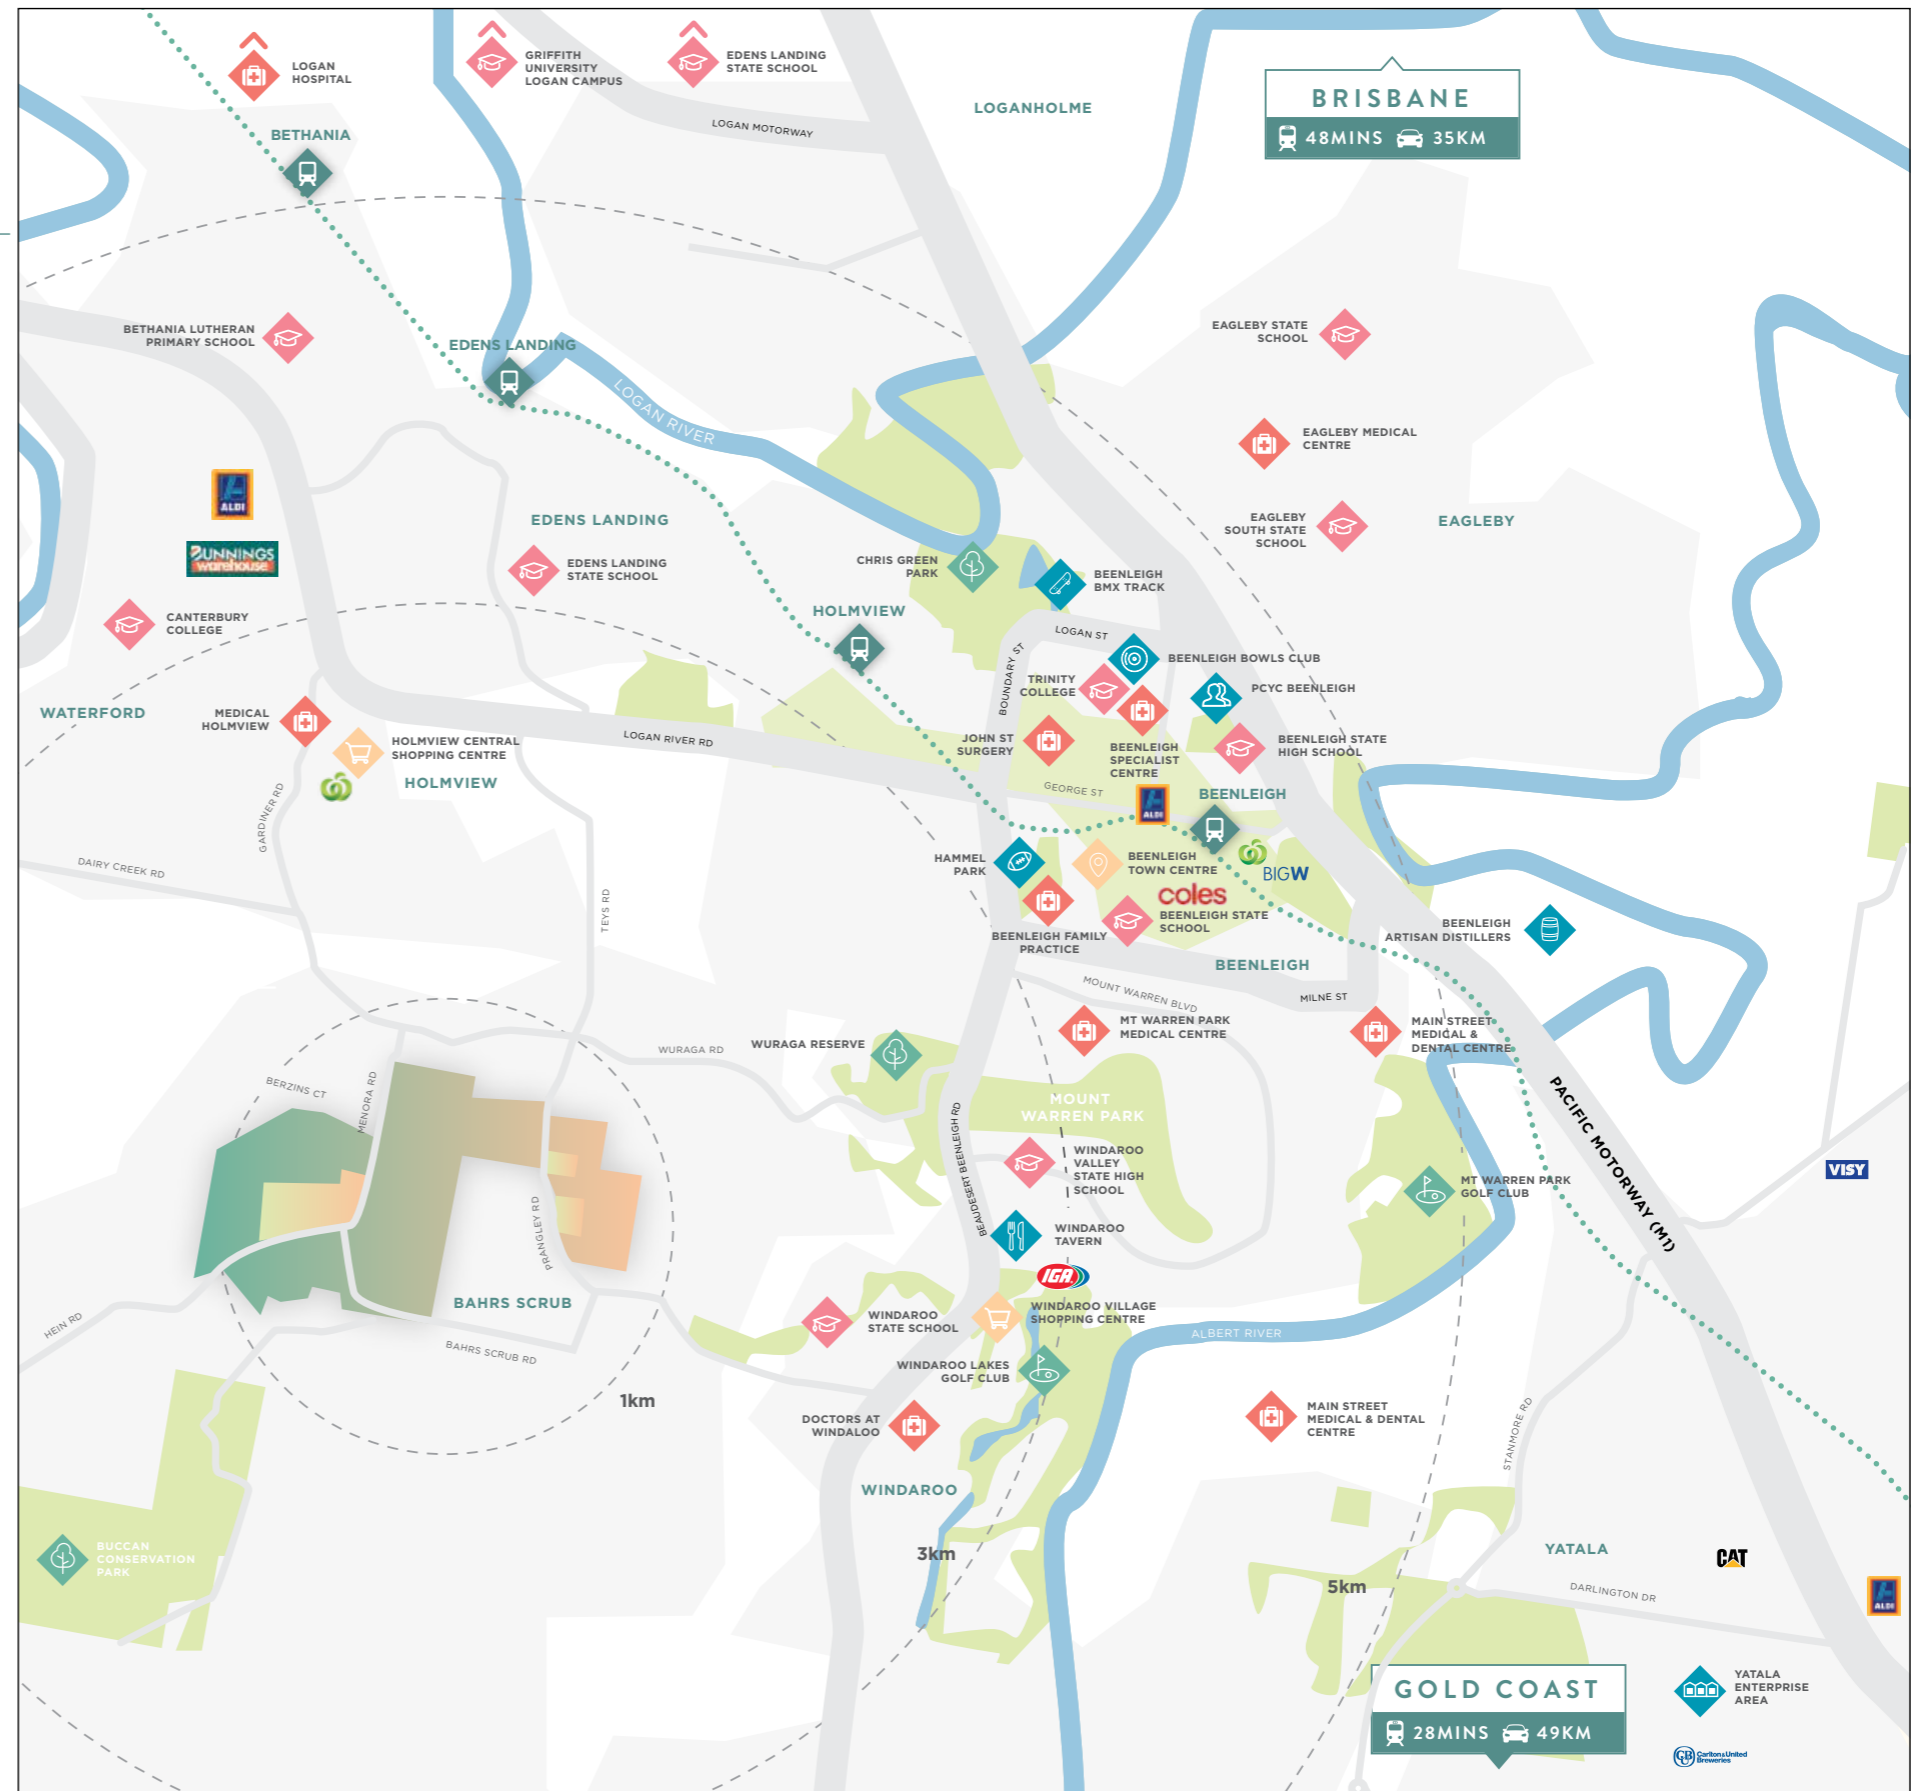 LOGAN
HOSPITAL
GRIFFITH
UNIVERSITY
LOGAN CAMPUS
EDENS LANDING
STATE SCHOOL
LOGANHOLME
BRISBANE
48MINS 35KM
LOGAN MOTORWAY
BETHANIA
BETHANIA LUTHERAN
PRIMARY SCHOOL
EDENS LANDING
LOGAN RIVER
EAGLEBY STATE
SCHOOL
EAGLEBY MEDICAL
CENTRE
EAGLEBY
SOUTH STATE
SCHOOL
EAGLEBY
ALDI
BUNNINGS
warehouse
EDENS LANDING
EDENS LANDING
STATE SCHOOL
CHRIS GREEN
PARK
BEENLEIGH
BMX TRACK
CANTERBURY
COLLEGE
HOLMVIEW
LOGAN ST
BOUNDARY ST
BEENLEIGH BOWLS CLUB
TRINITY
COLLEGE
PCYC BEENLEIGH
WATERFORD
MEDICAL
HOLMVIEW
HOLMVIEW CENTRAL
SHOPPING CENTRE
HOLMVIEW
LOGAN RIVER RD
JOHN ST
SURGERY
BEENLEIGH
SPECIALIST
CENTRE
BEENLEIGH STATE
HIGH SCHOOL
GEORGE ST
ALDI
BEENLEIGH
GARDINER RD
DAIRY CREEK RD
TEYS RD
HAMMEL
PARK
BEENLEIGH
TOWN CENTRE
BIGW
coles
BEENLEIGH STATE
SCHOOL
BEENLEIGH FAMILY
PRACTICE
BEENLEIGH
ARTISAN DISTILLERS
BEENLEIGH
MOUNT WARREN BLVD
MILNE ST
MT WARREN PARK
MEDICAL CENTRE
MAIN STREET
MEDICAL &
DENTAL CENTRE
WURAGA RD
WURAGA RESERVE
BERZINS CT
MENORA RD
MOUNT
WARREN PARK
PACIFIC MOTORWAY (M1)
BEAUDESERT BEENLEIGH RD
WINDAROO
VALLEY
STATE HIGH
SCHOOL
MT WARREN PARK
GOLF CLUB
VISY
PRANGLEY RD
WINDAROO
TAVERN
IGA
BAHRS SCRUB
HEIN RD
BAHRS SCRUB RD
WINDAROO
STATE SCHOOL
WINDAROO VILLAGE
SHOPPING CENTRE
ALBERT RIVER
WINDAROO LAKES
GOLF CLUB
1km
DOCTORS AT
WINDALOO
MAIN STREET
MEDICAL & DENTAL
CENTRE
STANMORE RD
WINDAROO
BUCCAN
CONSERVATION
PARK
3km
5km
YATALA
CAT
DARLINGTON DR
ALDI
GOLD COAST
28MINS 49KM
YATALA
ENTERPRISE
AREA
CUB
Carlton & United
Breweries